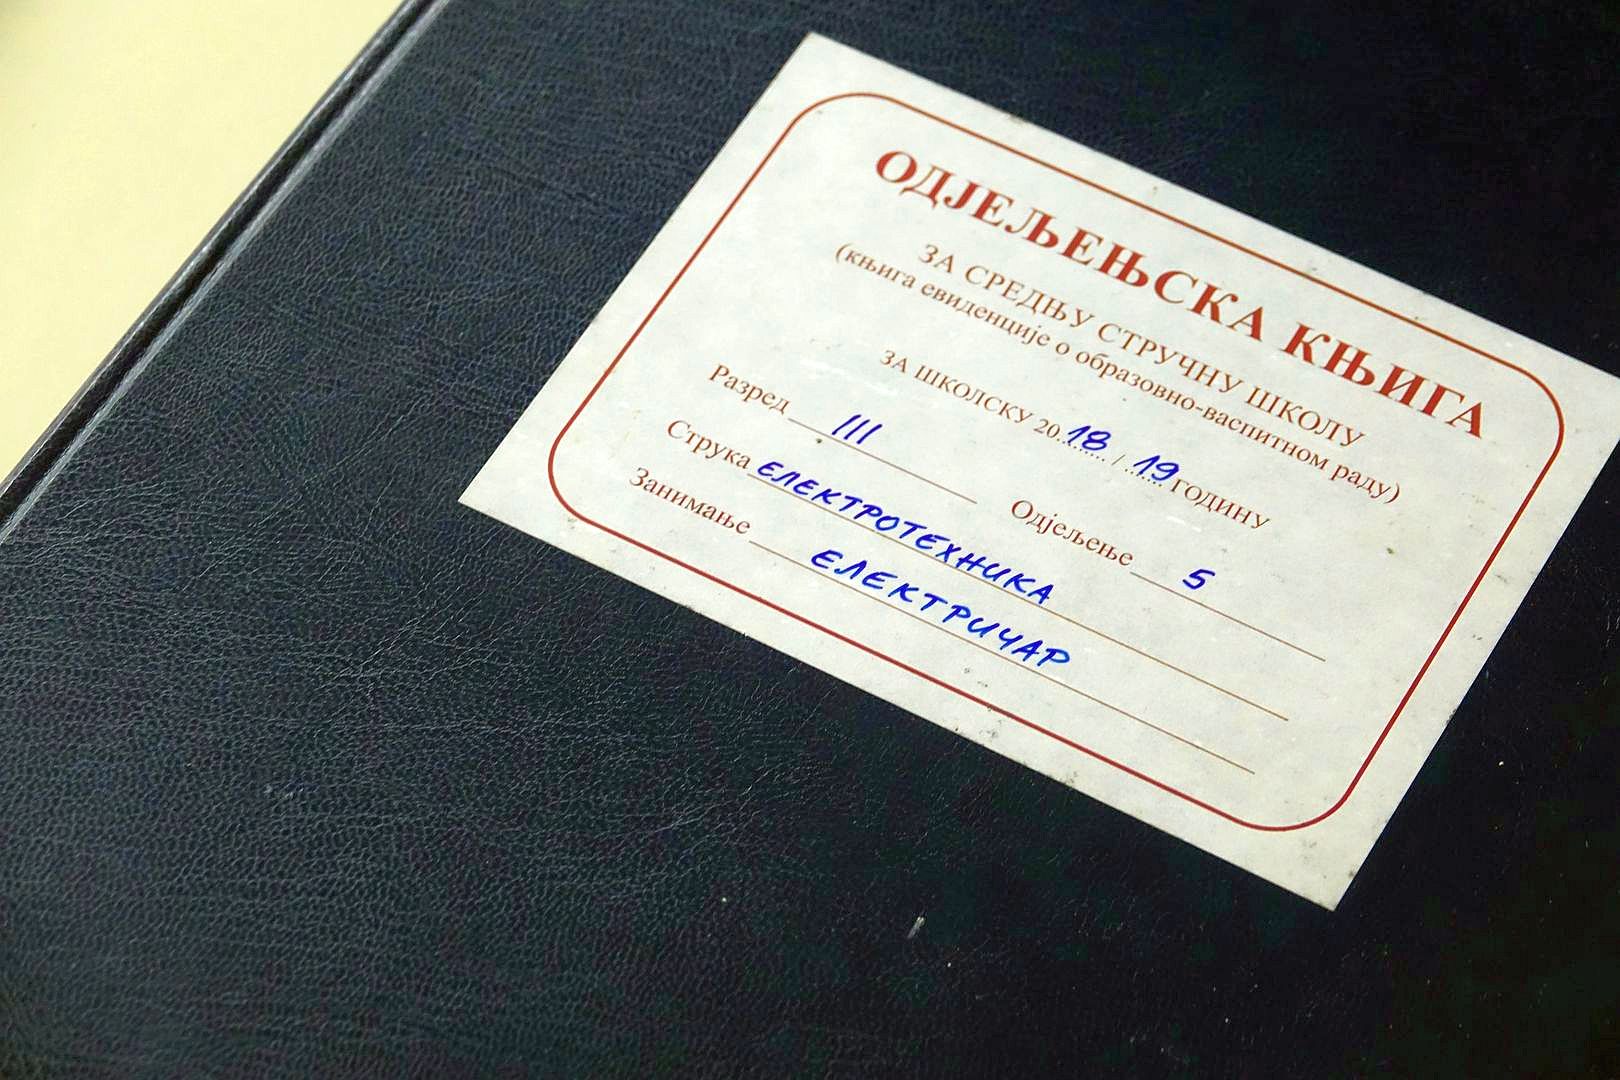 ОДЈЕЉЕЊСКА КЊИГА
ЗА СРЕДЊУ СТРУЧНУ ШКОЛУ
(књига евиденције о образовно-васпитном раду)
ЗА ШКОЛСКУ 20..18.../...19...ГОДИНУ
Разред III Одјељење 5
Струка ЕЛЕКТРОТЕХНИКА
Занимање ЕЛЕКТРИЧАР